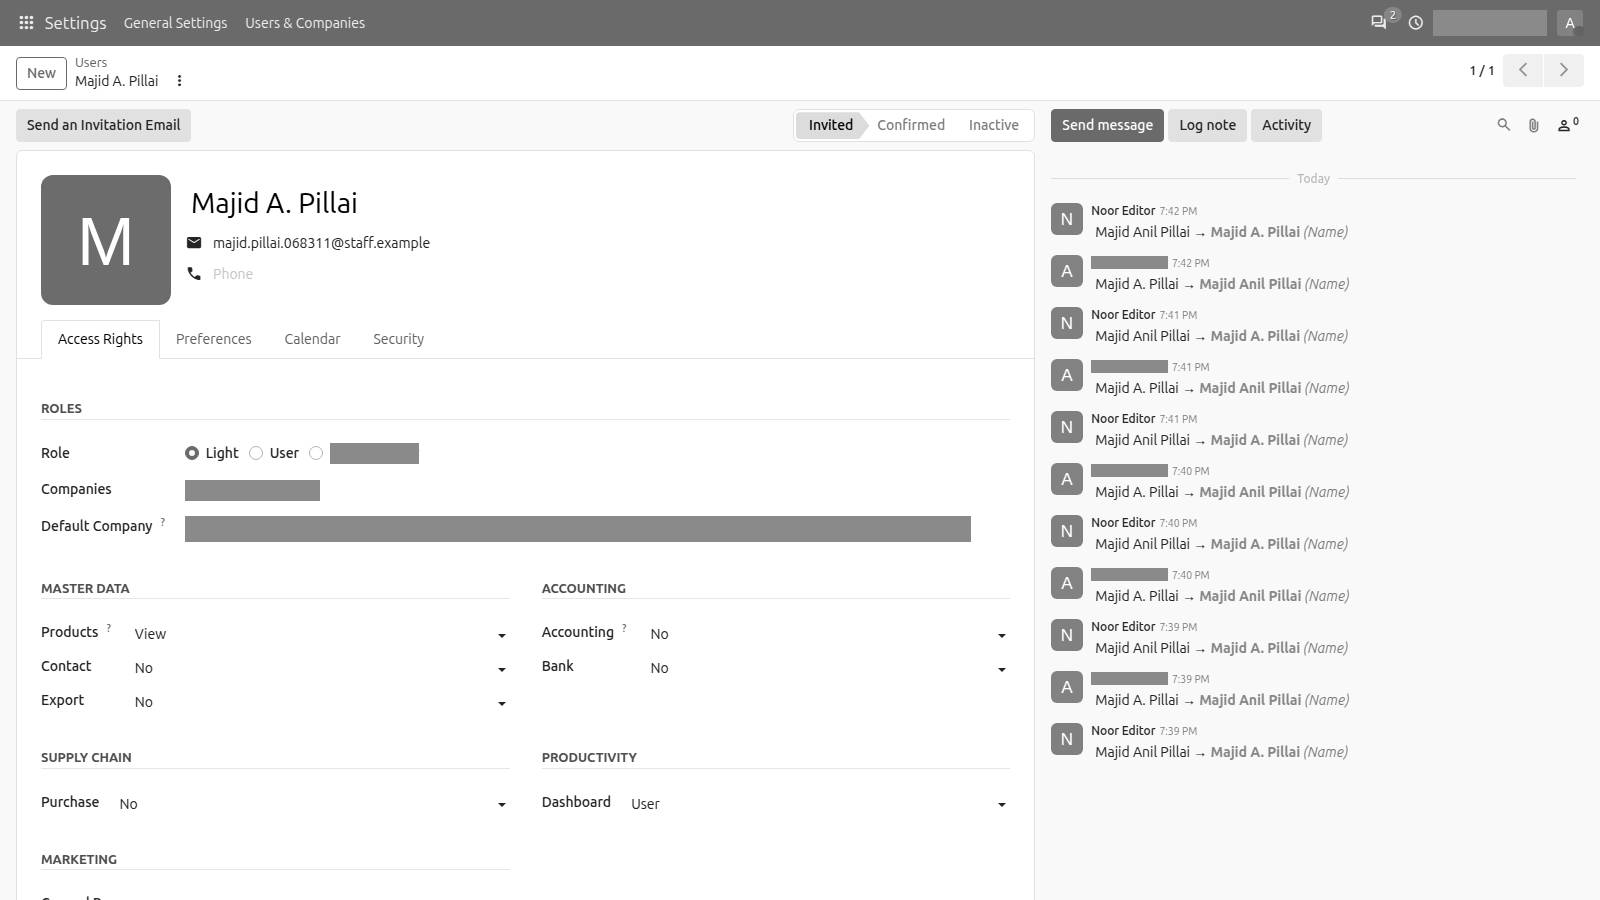 Settings General Settings Users & Companies 2 A
New Users 1 / 1
Majid A. Pillai
Send an Invitation Email Invited Confirmed Inactive Send message Log note Activity 0
M
Majid A. Pillai
majid.pillai.068311@staff.example
Phone
Access Rights Preferences Calendar Security
ROLES
Role Light User
Companies
Default Company ?
MASTER DATA
Products ? View
Contact No
Export No
ACCOUNTING
Accounting ? No
Bank No
SUPPLY CHAIN
Purchase No
PRODUCTIVITY
Dashboard User
MARKETING
Today
N Noor Editor 7:42 PM
Majid Anil Pillai → Majid A. Pillai (Name)
A 7:42 PM
Majid A. Pillai → Majid Anil Pillai (Name)
N Noor Editor 7:41 PM
Majid Anil Pillai → Majid A. Pillai (Name)
A 7:41 PM
Majid A. Pillai → Majid Anil Pillai (Name)
N Noor Editor 7:41 PM
Majid Anil Pillai → Majid A. Pillai (Name)
A 7:40 PM
Majid A. Pillai → Majid Anil Pillai (Name)
N Noor Editor 7:40 PM
Majid Anil Pillai → Majid A. Pillai (Name)
A 7:40 PM
Majid A. Pillai → Majid Anil Pillai (Name)
N Noor Editor 7:39 PM
Majid Anil Pillai → Majid A. Pillai (Name)
A 7:39 PM
Majid A. Pillai → Majid Anil Pillai (Name)
N Noor Editor 7:39 PM
Majid Anil Pillai → Majid A. Pillai (Name)